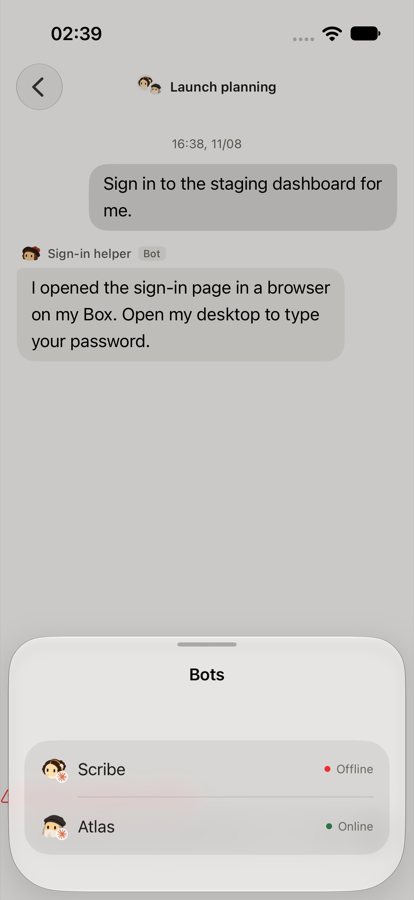 02:39
Launch planning
16:38, 11/08
Sign in to the staging dashboard for
me.
Sign-in helper Bot
I opened the sign-in page in a browser
on my Box. Open my desktop to type
your password.
Bots
Scribe Offline
Atlas Online